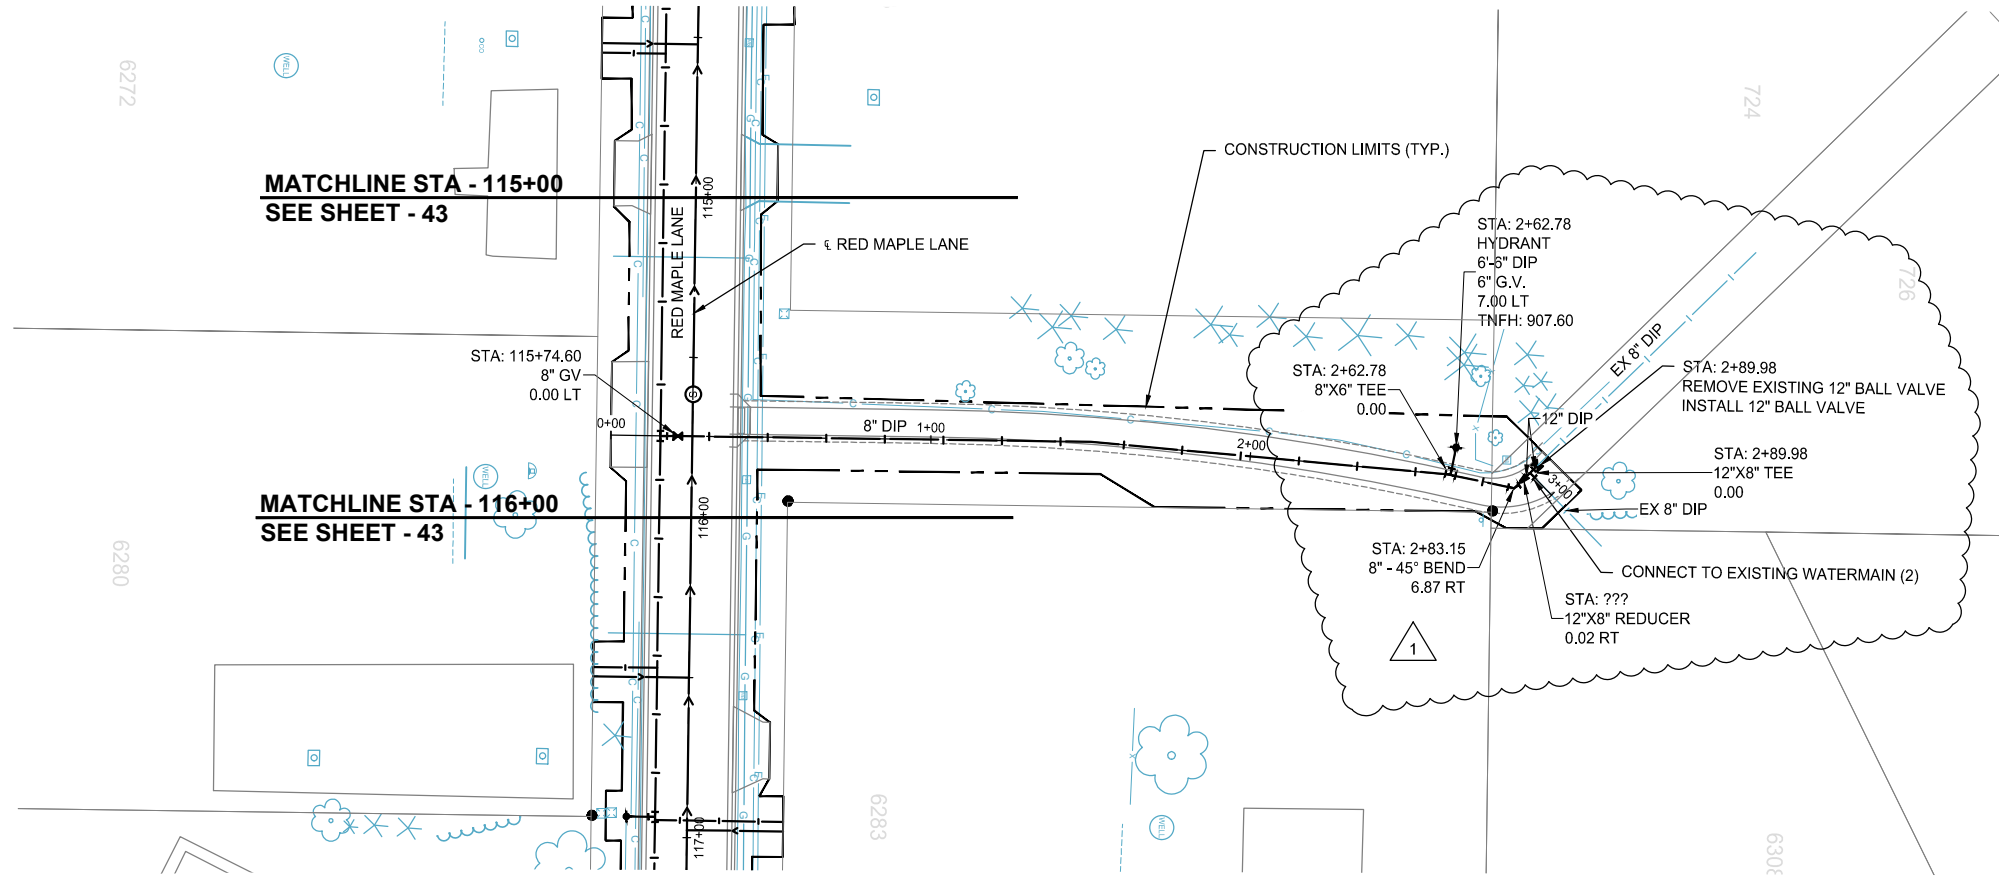 6272
WELL
724
MATCHLINE STA - 115+00
SEE SHEET - 43
RED MAPLE LANE
115+00
℄ RED MAPLE LANE
CONSTRUCTION LIMITS (TYP.)
STA: 2+62.78
HYDRANT
6'-6" DIP
6" G.V.
7.00 LT
TNFH: 907.60
726
EX 8" DIP
STA: 115+74.60
8" GV
0.00 LT
STA: 2+62.78
8"X6" TEE
0.00
STA: 2+89.98
REMOVE EXISTING 12" BALL VALVE
INSTALL 12" BALL VALVE
12" DIP
0+00
8" DIP
1+00
2+00
3+00
STA: 2+89.98
12"X8" TEE
0.00
EX 8" DIP
WELL
MATCHLINE STA - 116+00
SEE SHEET - 43
116+00
6280
STA: 2+83.15
8" - 45° BEND
6.87 RT
CONNECT TO EXISTING WATERMAIN (2)
STA: ???
12"X8" REDUCER
0.02 RT
1
6283
WELL
117+00
6308